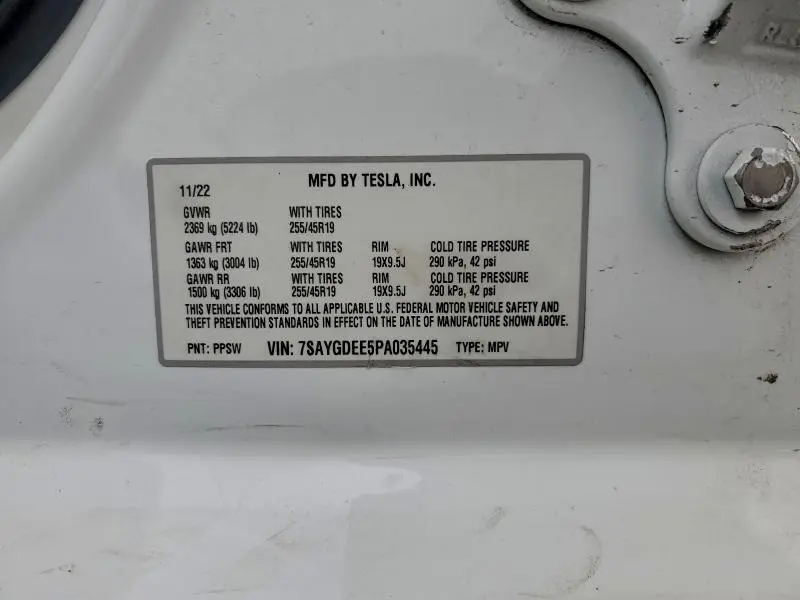 11/22 MFD BY TESLA, INC.
GVWR WITH TIRES
2369 kg (5224 lb) 255/45R19
GAWR FRT WITH TIRES RIM COLD TIRE PRESSURE
1363 kg (3004 lb) 255/45R19 19X9.5J 290 kPa, 42 psi
GAWR RR WITH TIRES RIM COLD TIRE PRESSURE
1500 kg (3306 lb) 255/45R19 19X9.5J 290 kPa, 42 psi
THIS VEHICLE CONFORMS TO ALL APPLICABLE U.S. FEDERAL MOTOR VEHICLE SAFETY AND
THEFT PREVENTION STANDARDS IN EFFECT ON THE DATE OF MANUFACTURE SHOWN ABOVE.
PNT: PPSW VIN: 7SAYGDEE5PA035445 TYPE: MPV